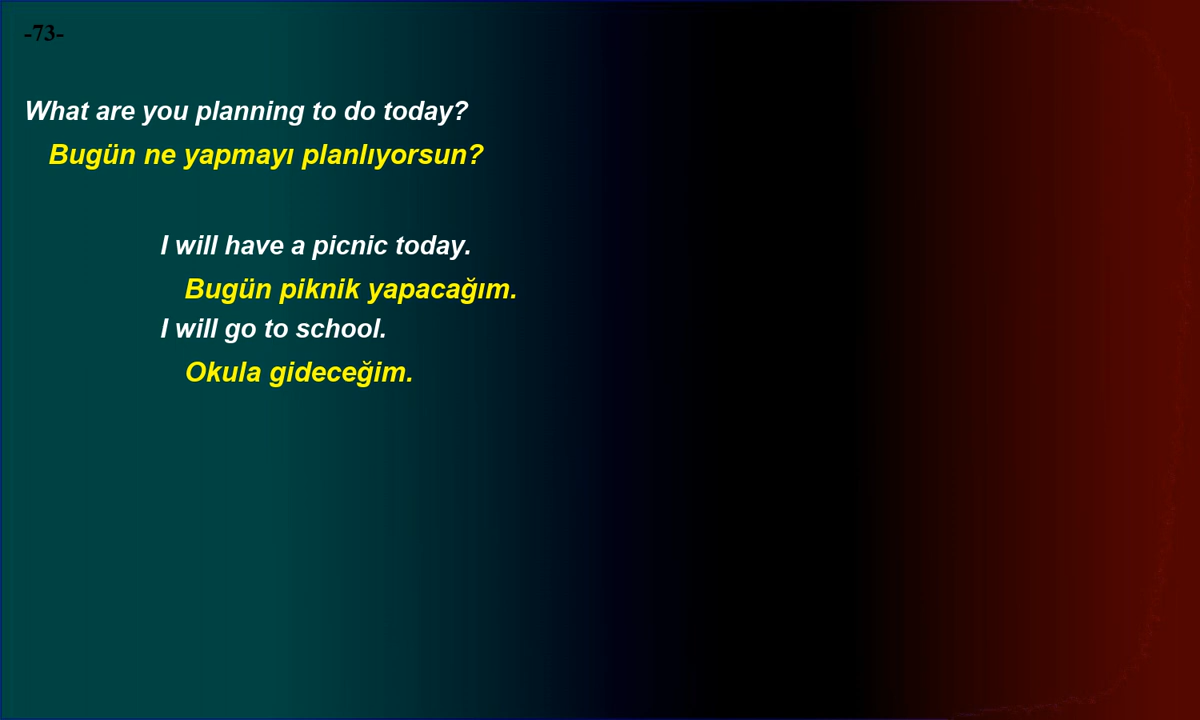 -73-
What are you planning to do today?
Bugün ne yapmayı planlıyorsun?
I will have a picnic today.
Bugün piknik yapacağım.
I will go to school.
Okula gideceğim.